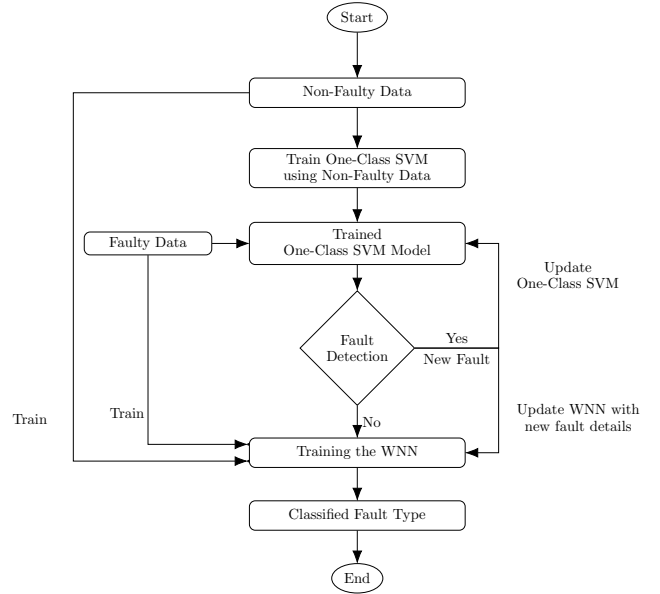 Start
Non-Faulty Data
Train One-Class SVM
using Non-Faulty Data
Faulty Data
Trained
One-Class SVM Model
Update
One-Class SVM
Fault
Detection
Yes
New Fault
Train
Train
No
Update WNN with
new fault details
Training the WNN
Classified Fault Type
End